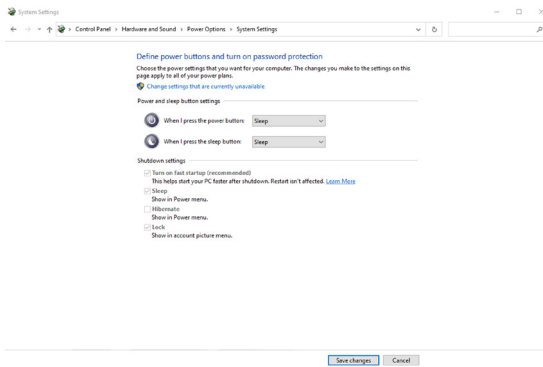 System Settings
Control Panel > Hardware and Sound > Power Options > System Settings
Define power buttons and turn on password protection
Choose the power settings that you want for your computer. The changes you make to the settings on this
page apply to all of your power plans.
Change settings that are currently unavailable
Power and sleep button settings
When I press the power button: Sleep
When I press the sleep button: Sleep
Shutdown settings
Turn on fast startup (recommended)
This helps start your PC faster after shutdown. Restart isn't affected. Learn More
Sleep
Show in Power menu.
Hibernate
Show in Power menu.
Lock
Show in account picture menu.
Save changes Cancel